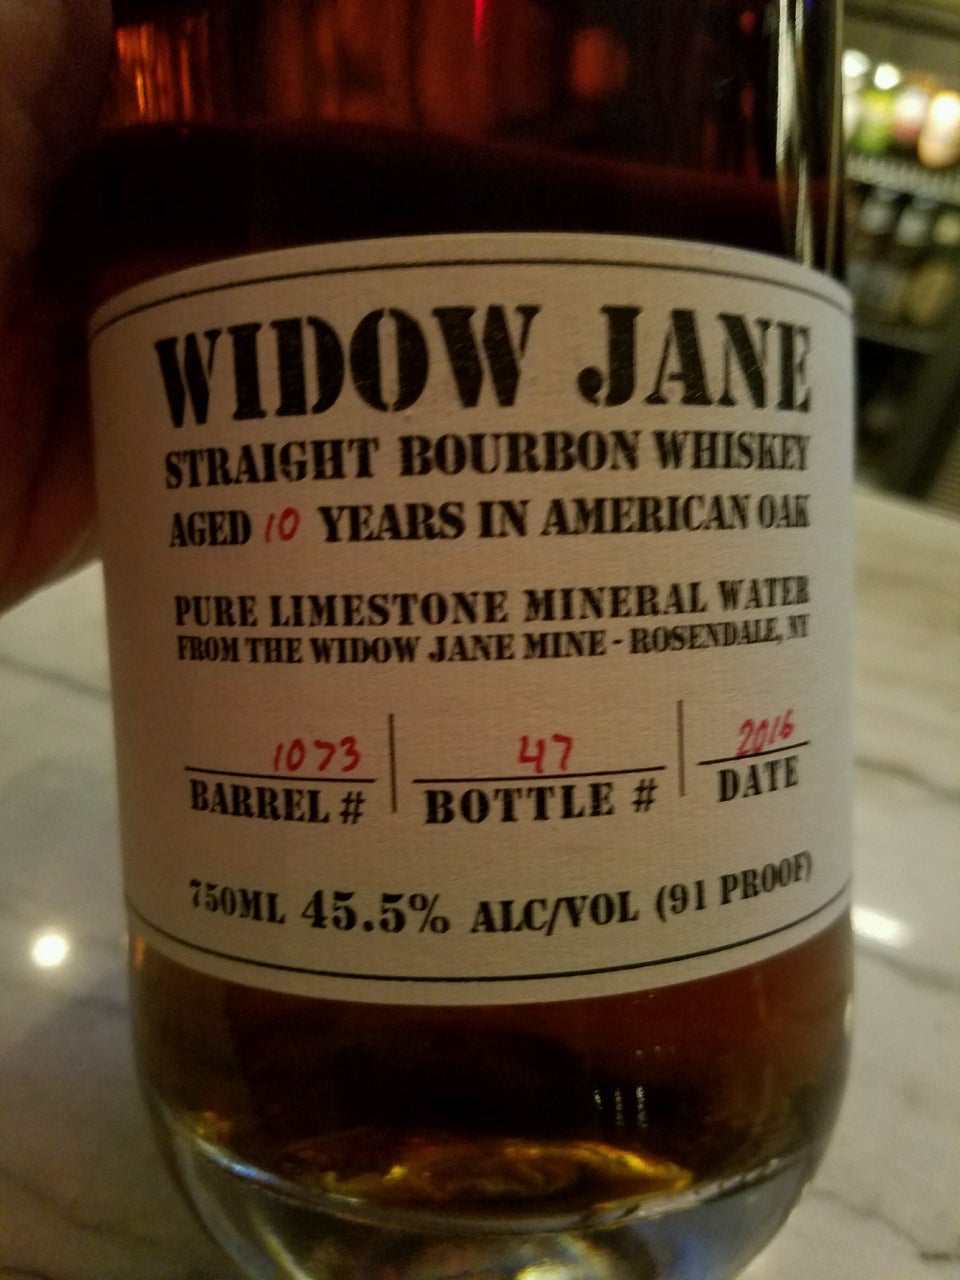 WIDOW JANE
STRAIGHT BOURBON WHISKEY
AGED 10 YEARS IN AMERICAN OAK
PURE LIMESTONE MINERAL WATER
FROM THE WIDOW JANE MINE - ROSENDALE, NY
1073 47 2016
BARREL # BOTTLE # DATE
750ML 45.5% ALC/VOL (91 PROOF)